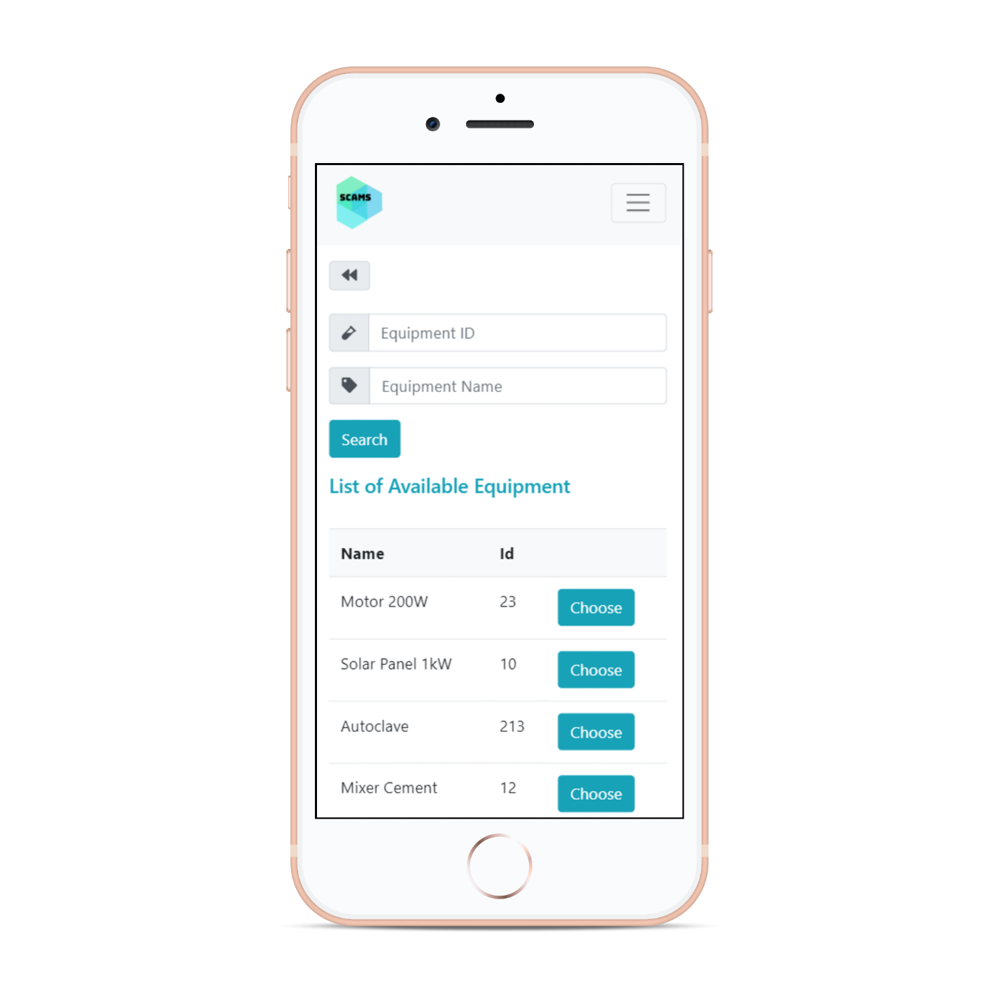 SCAMS
Equipment ID
Equipment Name
Search
List of Available Equipment
Name Id
Motor 200W 23 Choose
Solar Panel 1kW 10 Choose
Autoclave 213 Choose
Mixer Cement 12 Choose